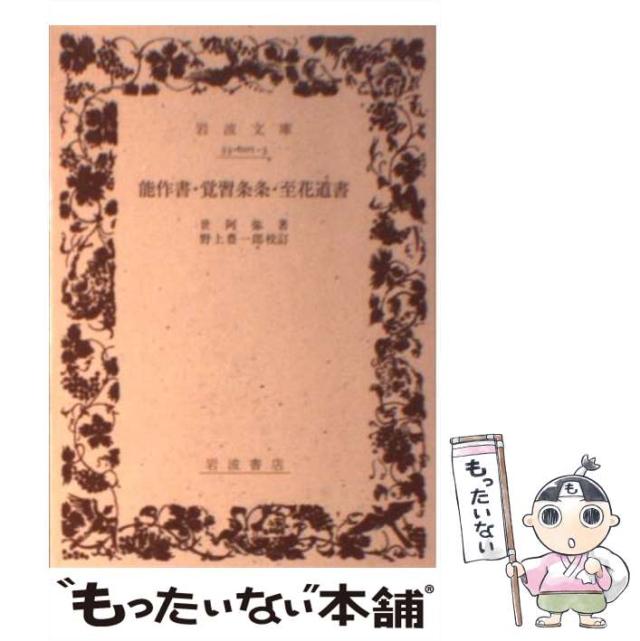 岩波文庫
能作書・覚習条条・至花道書
世阿弥著
野上豊一郎校訂
岩波書店
"もったいない"本舗®
もったいない
も